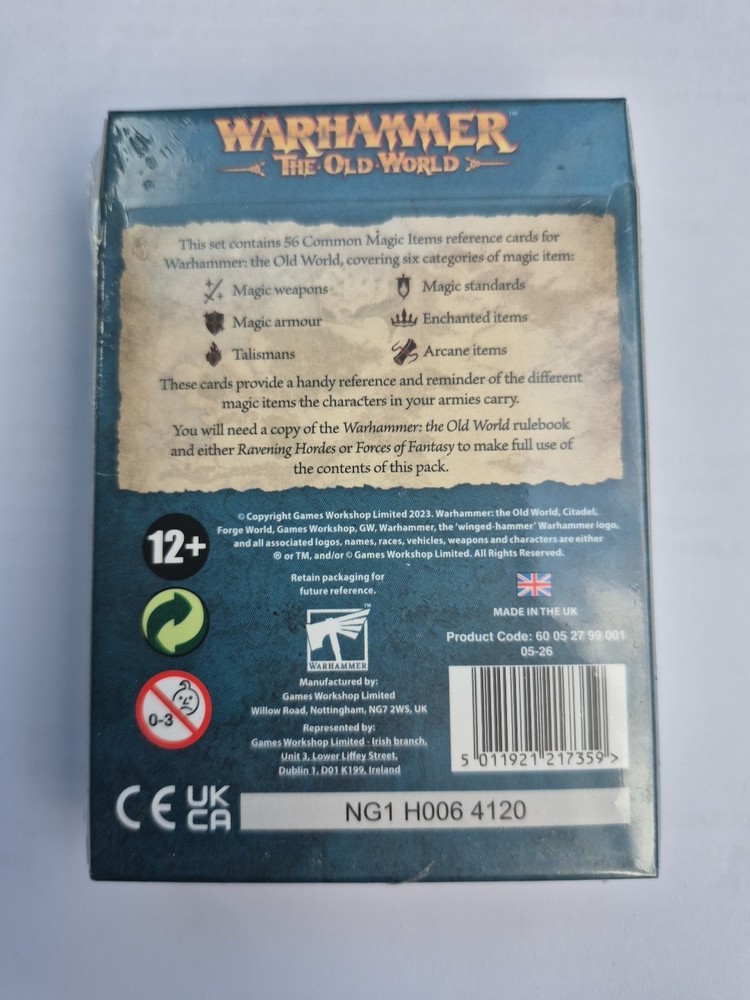 WARHAMMER™
THE·OLD·WORLD
This set contains 56 Common Magic Items reference cards for
Warhammer: the Old World, covering six categories of magic item:
Magic weapons
Magic standards
Magic armour
Enchanted items
Talismans
Arcane items
These cards provide a handy reference and reminder of the different
magic items the characters in your armies carry.
You will need a copy of the Warhammer: the Old World rulebook
and either Ravening Hordes or Forces of Fantasy to make full use of
the contents of this pack.
© Copyright Games Workshop Limited 2023. Warhammer: the Old World, Citadel,
Forge World, Games Workshop, GW, Warhammer, the 'winged-hammer' Warhammer logo,
and all associated logos, names, races, vehicles, weapons and characters are either
® or TM, and/or © Games Workshop Limited. All Rights Reserved.
12+
Retain packaging for
future reference.
MADE IN THE UK
Product Code: 60 05 27 99 001
05-26
™
WARHAMMER
0-3
Manufactured by:
Games Workshop Limited
Willow Road, Nottingham, NG7 2WS, UK
Represented by:
Games Workshop Limited - Irish branch,
Unit 3, Lower Liffey Street,
Dublin 1, D01 K199, Ireland
5 011921 217359 >
CE UK
CA
NG1 H006 4120